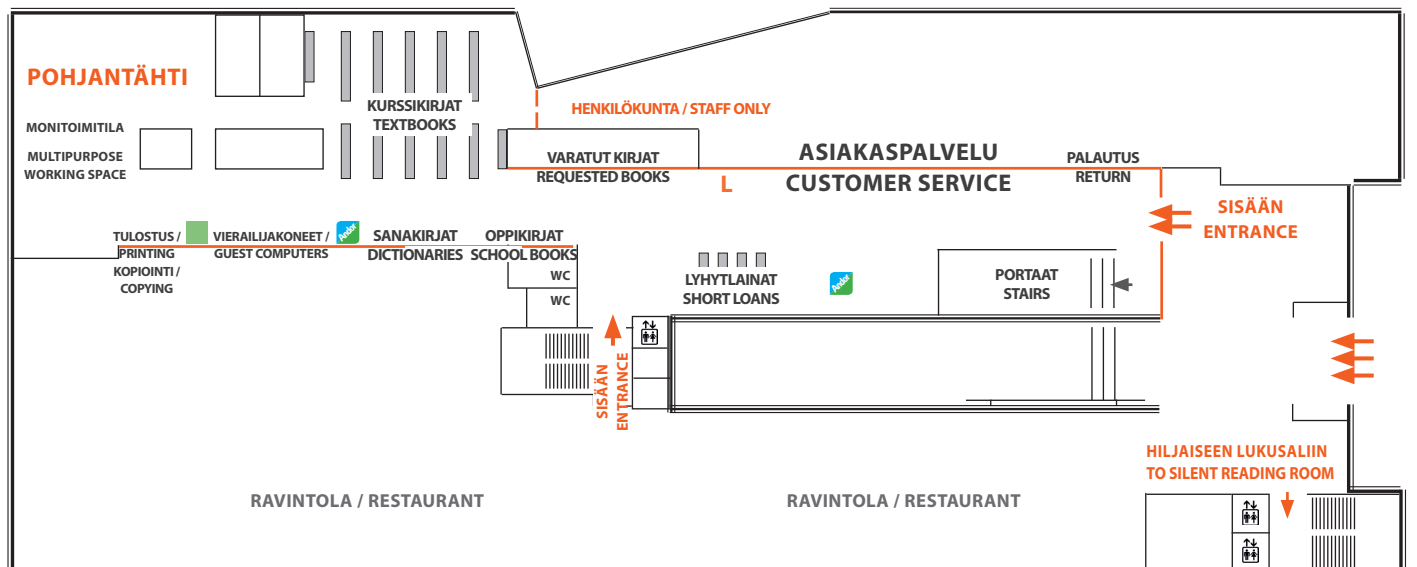 POHJANTÄHTI
MONITOIMITILA
MULTIPURPOSE
WORKING SPACE
KURSSIKIRJAT
TEXTBOOKS
HENKILÖKUNTA / STAFF ONLY
VARATUT KIRJAT
REQUESTED BOOKS
L
ASIAKASPALVELU
CUSTOMER SERVICE
PALAUTUS
RETURN
SISÄÄN
ENTRANCE
TULOSTUS /
PRINTING
KOPIOINTI /
COPYING
VIERAILIJAKONEET /
GUEST COMPUTERS
Andor
SANAKIRJAT
DICTIONARIES
OPPIKIRJAT
SCHOOL BOOKS
WC
WC
LYHYTLAINAT
SHORT LOANS
Andor
PORTAAT
STAIRS
SISÄÄN
ENTRANCE
HILJAISEEN LUKUSALIIN
TO SILENT READING ROOM
RAVINTOLA / RESTAURANT
RAVINTOLA / RESTAURANT